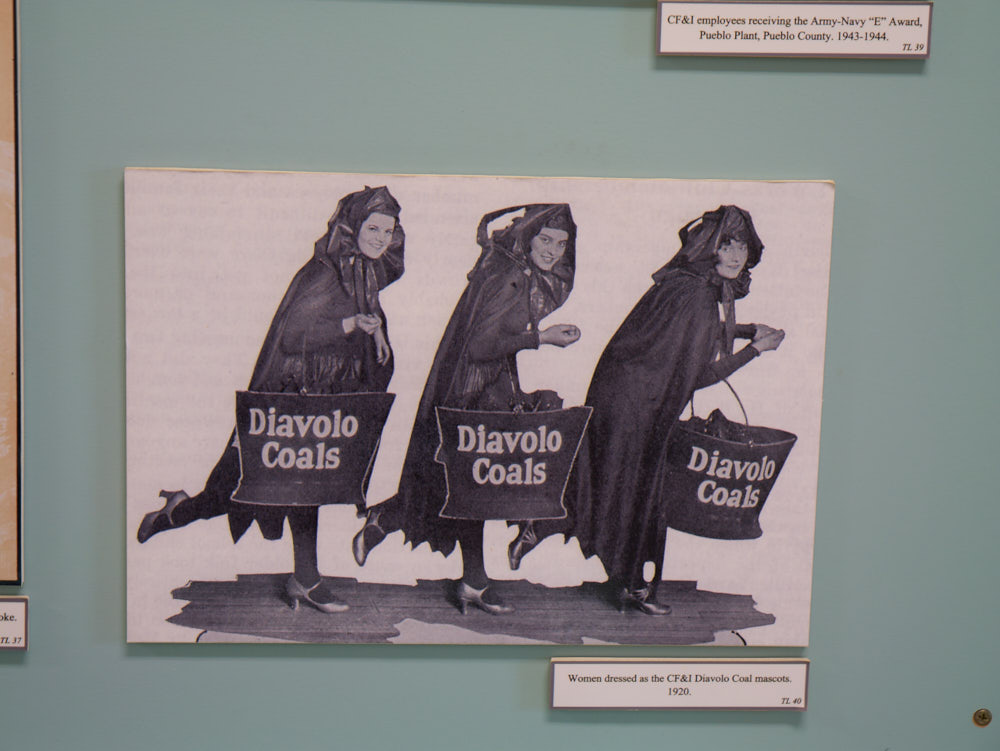 CF&I employees receiving the Army-Navy “E” Award,
Pueblo Plant, Pueblo County. 1943-1944.
TL 39
Diavolo
Coals
Diavolo
Coals
Diavolo
Coals
oke.
TL 37
Women dressed as the CF&I Diavolo Coal mascots.
1920.
TL 40